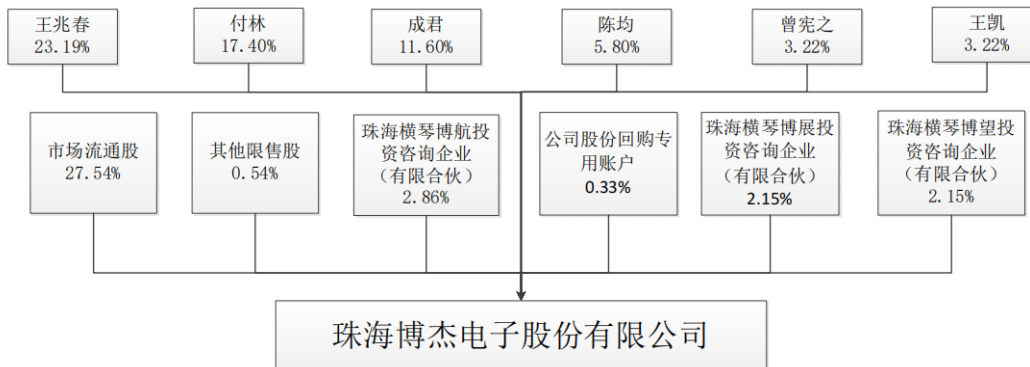 王兆春
23.19%
付林
17.40%
成君
11.60%
陈均
5.80%
曾宪之
3.22%
王凯
3.22%
市场流通股
27.54%
其他限售股
0.54%
珠海横琴博航投
资咨询企业
（有限合伙）
2.86%
公司股份回购专
用账户
0.33%
珠海横琴博展投
资咨询企业
（有限合伙）
2.15%
珠海横琴博望投
资咨询企业
（有限合伙）
2.15%
珠海博杰电子股份有限公司